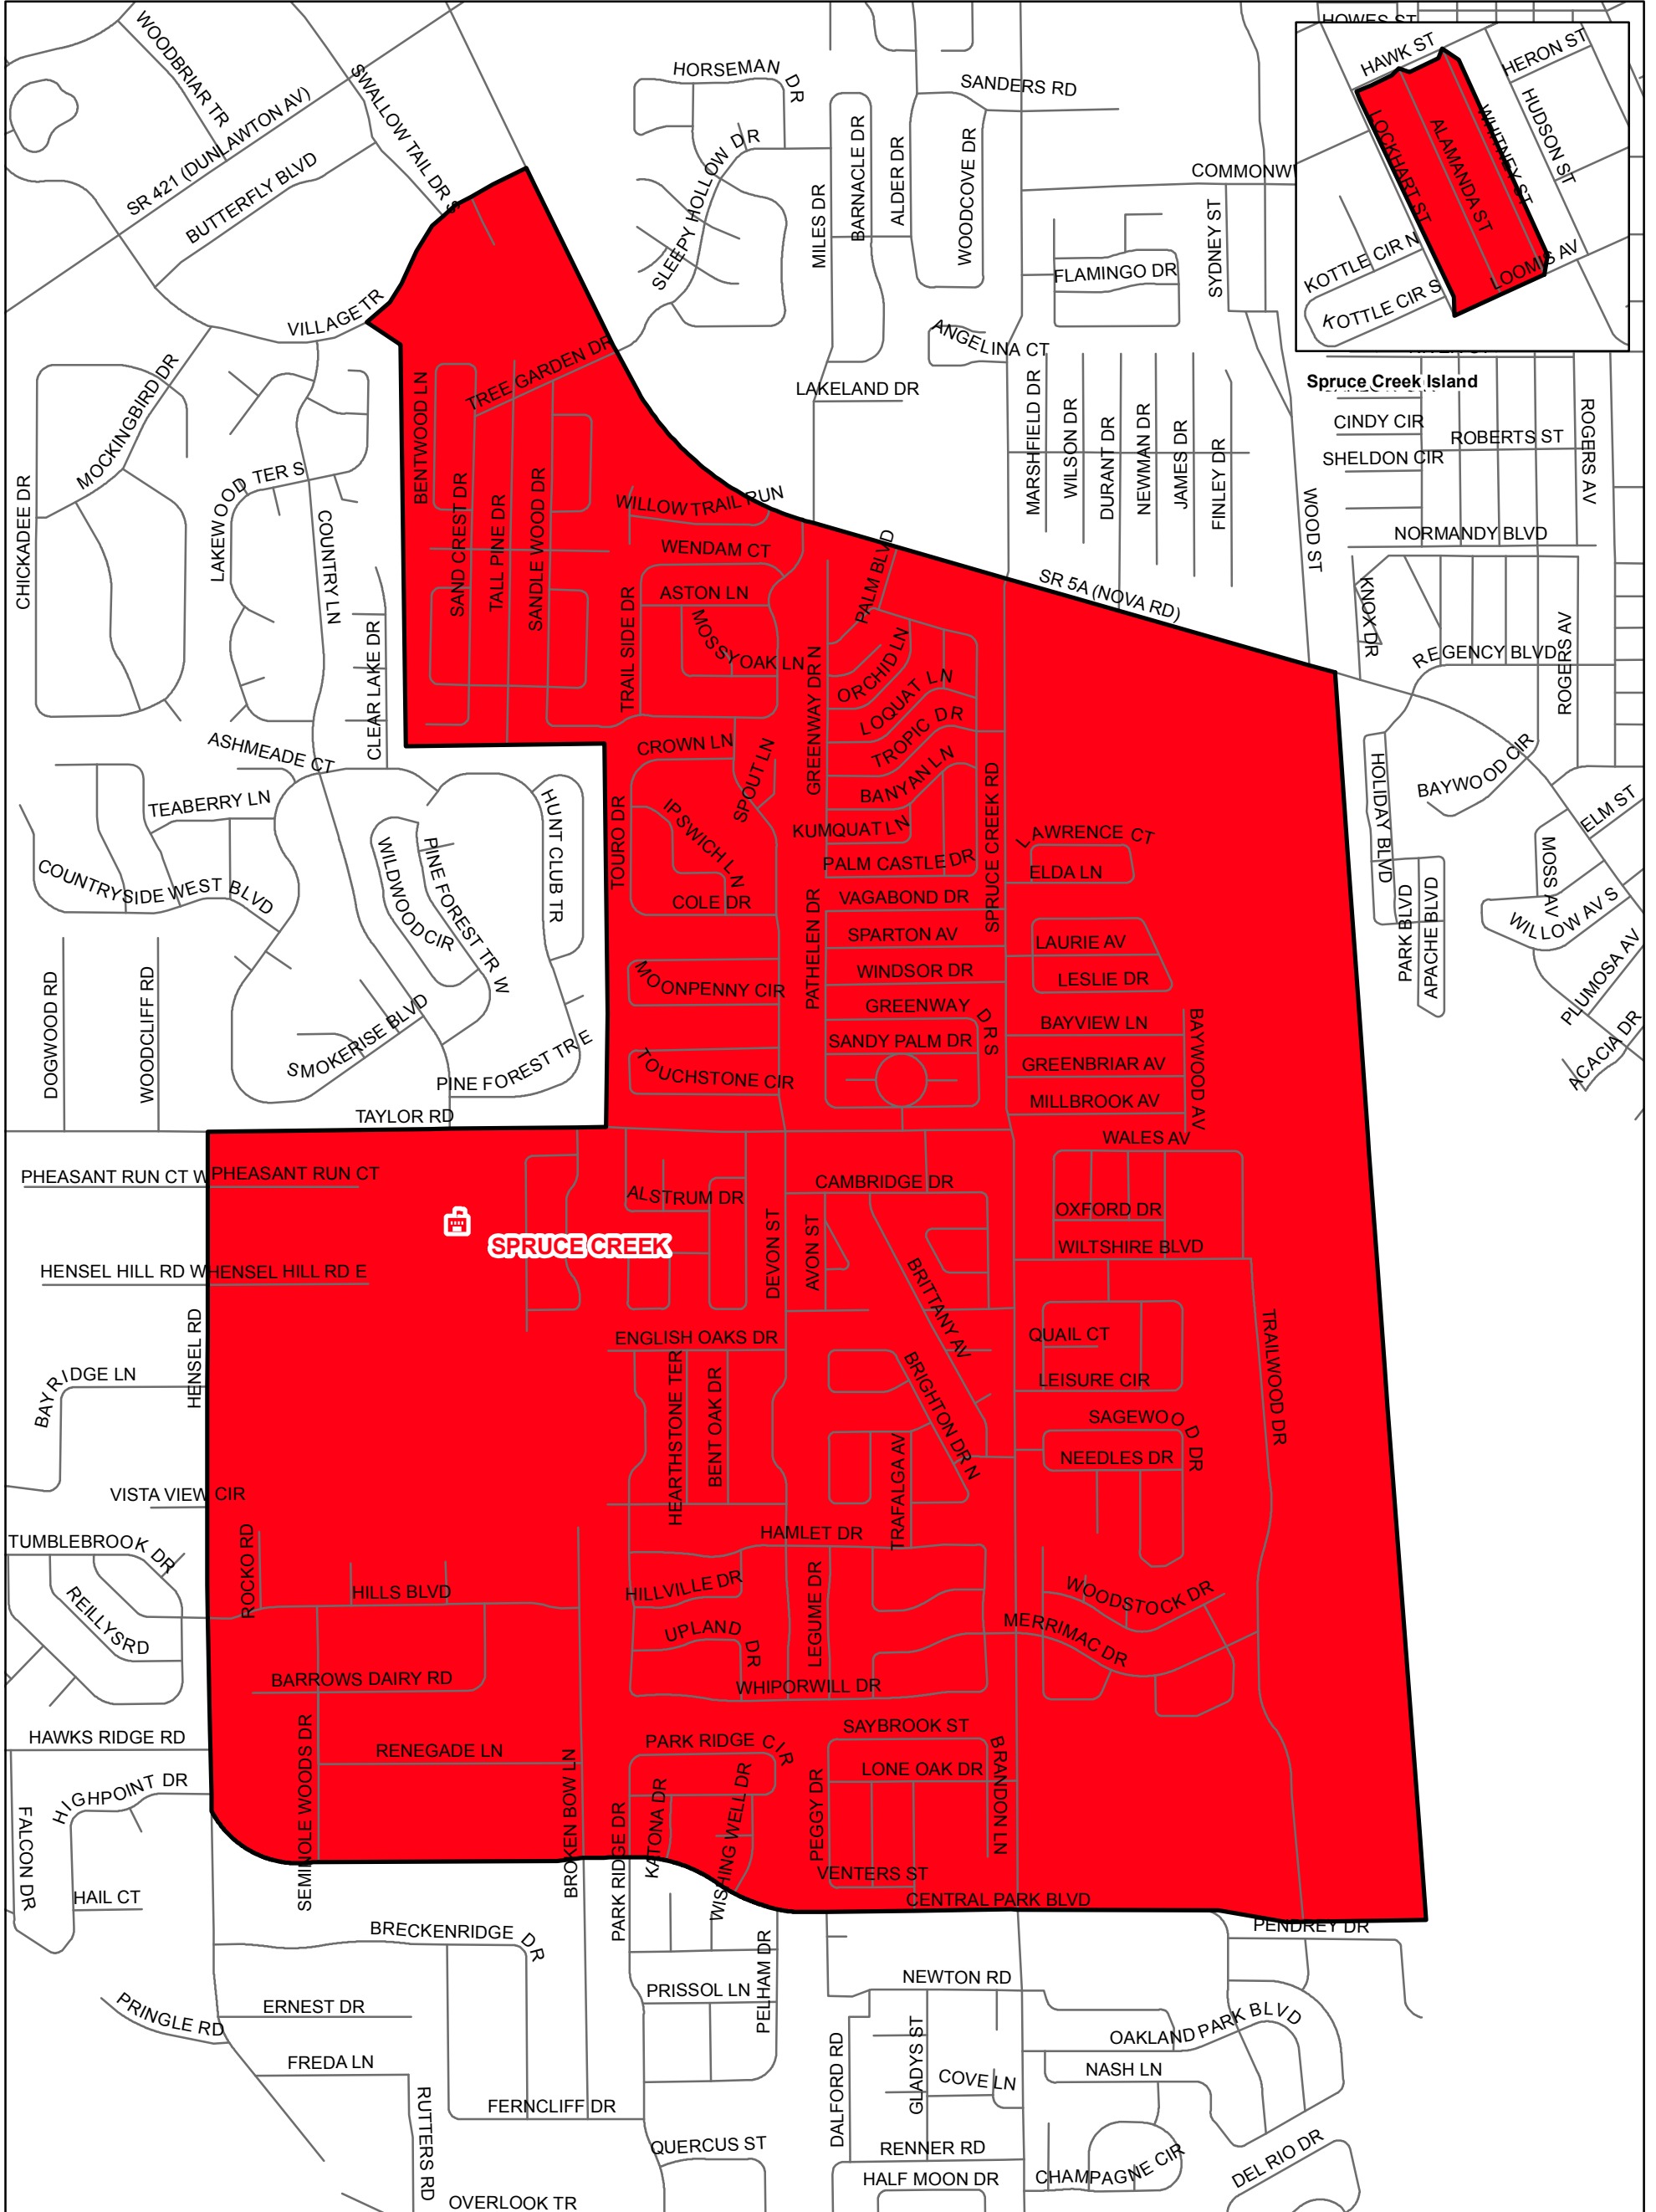 WOODBRIAR TR
SWALLOW TAIL DR S
SR 421 (DUNLAWTON AV)
BUTTERFLY BLVD
VILLAGE TR
HORSEMAN DR
SLEEPY HOLLOW DR
SANDERS RD
MILES DR
BARNACLE DR
ALDER DR
WOODCOVE DR
COMMONW
SYDNEY ST
FLAMINGO DR
ANGELINA CT
LAKELAND DR
HOWES ST
HAWK ST
HERON ST
HUDSON ST
WHITNEY ST
ALAMANDA ST
LOCKHART ST
LOOMIS AV
KOTTLE CIR N
KOTTLE CIR S
Spruce Creek Island
CINDY CIR
ROBERTS ST
SHELDON CIR
ROGERS AV
NORMANDY BLVD
WOOD ST
MARSHFIELD DR
WILSON DR
DURANT DR
NEWMAN DR
JAMES DR
FINLEY DR
SR 5A (NOVA RD)
KNOX DR
REGENCY BLVD
ROGERS AV
BAYWOOD CIR
HOLIDAY BLVD
ELM ST
MOSS AV
WILLOW AV S
PARK BLVD
APACHE BLVD
PLUMOSA AV
ACACIA DR
MOCKINGBIRD DR
CHICKADEE DR
LAKEWOOD TER S
COUNTRY LN
CLEAR LAKE DR
BENTWOOD LN
TREE GARDEN DR
SAND CREST DR
TALL PINE DR
SANDLE WOOD DR
WILLOW TRAIL RUN
WENDAM CT
ASTON LN
MOSSY OAK LN
TRAIL SIDE DR
PALM BLVD
GREENWAY DR N
ORCHID LN
LOQUAT LN
TROPIC DR
BANYAN LN
KUMQUAT LN
PALM CASTLE DR
SPRUCE CREEK RD
CROWN LN
SPOUT LN
IPSWICH LN
TOURO DR
COLE DR
LAWRENCE CT
ELDA LN
VAGABOND DR
SPARTON AV
WINDSOR DR
GREENWAY DR S
SANDY PALM DR
PATHELEN DR
LAURIE AV
LESLIE DR
BAYVIEW LN
GREENBRIAR AV
MILLBROOK AV
BAYWOOD AV
MOONPENNY CIR
TOUCHSTONE CIR
ASHMEADE CT
TEABERRY LN
COUNTRYSIDE WEST BLVD
WILDWOOD CIR
PINE FOREST TR W
HUNT CLUB TR
DOGWOOD RD
WOODCLIFF RD
SMOKERISE BLVD
PINE FOREST TR E
TAYLOR RD
PHEASANT RUN CT W
PHEASANT RUN CT
HENSEL HILL RD W
HENSEL HILL RD E
HENSEL RD
BAYRIDGE LN
VISTA VIEW CIR
TUMBLEBROOK DR
REILLYS RD
ROCKO RD
SPRUCE CREEK
ALSTRUM DR
CAMBRIDGE DR
WALES AV
OXFORD DR
WILTSHIRE BLVD
DEVON ST
AVON ST
BRITTANY AV
ENGLISH OAKS DR
QUAIL CT
LEISURE CIR
TRAILWOOD DR
HEARTHSTONE TER
BENT OAK DR
BRIGHTON DR N
SAGEWOOD DR
NEEDLES DR
TRAFALGA AV
HAMLET DR
HILLS BLVD
HILLVILLE DR
UPLAND DR
LEGUME DR
WOODSTOCK DR
MERRIMAC DR
BARROWS DAIRY RD
WHIPORWILL DR
HAWKS RIDGE RD
HIGHPOINT DR
FALCON DR
HAIL CT
SEMINOLE WOODS DR
RENEGADE LN
BROKEN BOW LN
PARK RIDGE CIR
PARK RIDGE DR
KATONA DR
WISHING WELL DR
SAYBROOK ST
LONE OAK DR
PEGGY DR
BRANDON LN
VENTERS ST
CENTRAL PARK BLVD
PENDREY DR
BRECKENRIDGE DR
PELHAM DR
PRISSOL LN
NEWTON RD
PRINGLE RD
ERNEST DR
FREDA LN
RUTTERS RD
FERNCLIFF DR
DALFORD RD
GLADYS ST
COVE LN
OAKLAND PARK BLVD
NASH LN
QUERCUS ST
RENNER RD
HALF MOON DR
CHAMPAGNE CIR
DEL RIO DR
OVERLOOK TR